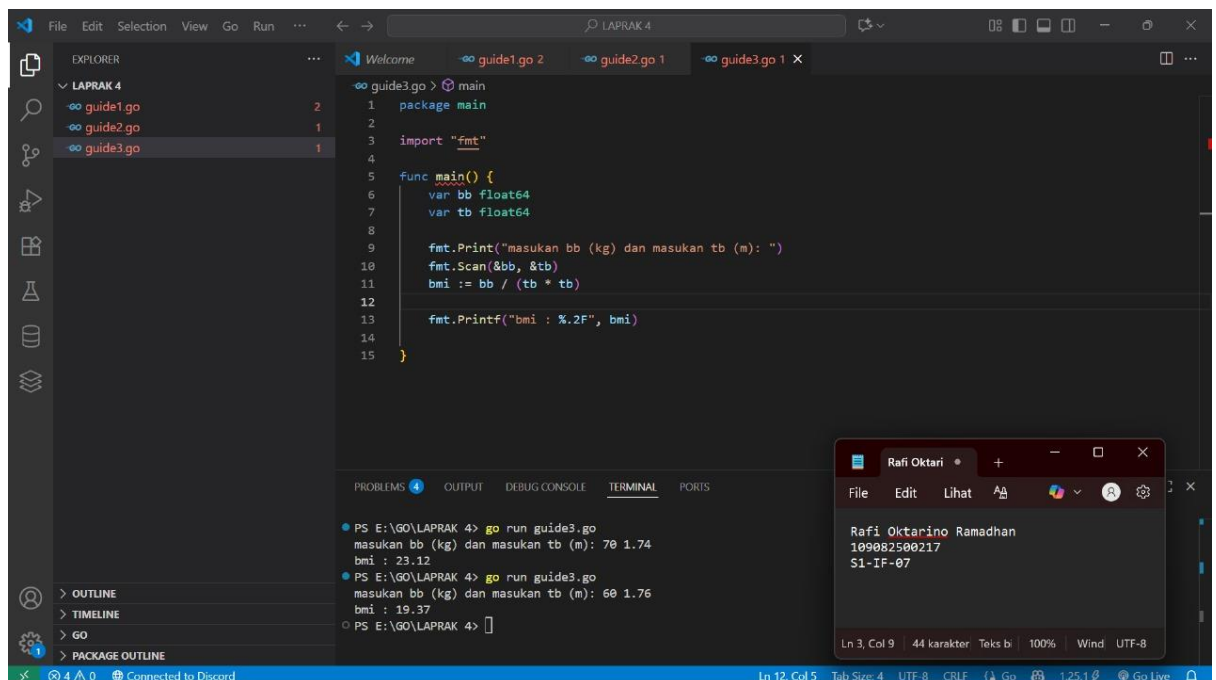 File Edit Selection View Go Run ... LAPRAK 4
EXPLORER ...
LAPRAK 4
guide1.go 2
guide2.go 1
guide3.go 1
OUTLINE
TIMELINE
GO
PACKAGE OUTLINE
Welcome guide1.go 2 guide2.go 1 guide3.go 1
guide3.go > main
1 package main
2
3 import "fmt"
4
5 func main() {
6 var bb float64
7 var tb float64
8
9 fmt.Print("masukan bb (kg) dan masukan tb (m): ")
10 fmt.Scan(&bb, &tb)
11 bmi := bb / (tb * tb)
12
13 fmt.Printf("bmi : %.2F", bmi)
14
15 }
PROBLEMS 4 OUTPUT DEBUG CONSOLE TERMINAL PORTS
PS E:\GO\LAPRAK 4> go run guide3.go
masukan bb (kg) dan masukan tb (m): 70 1.74
bmi : 23.12
PS E:\GO\LAPRAK 4> go run guide3.go
masukan bb (kg) dan masukan tb (m): 60 1.76
bmi : 19.37
PS E:\GO\LAPRAK 4>
Rafi Oktari
File Edit Lihat
Rafi Oktarino Ramadhan
109082500217
S1-IF-07
Ln 3, Col 9 44 karakter Teks bi 100% Wind UTF-8
1
4 0 Connected to Discord Ln 12, Col 5 Tab Size: 4 UTF-8 CRLF Go 1.25.1 Go Live